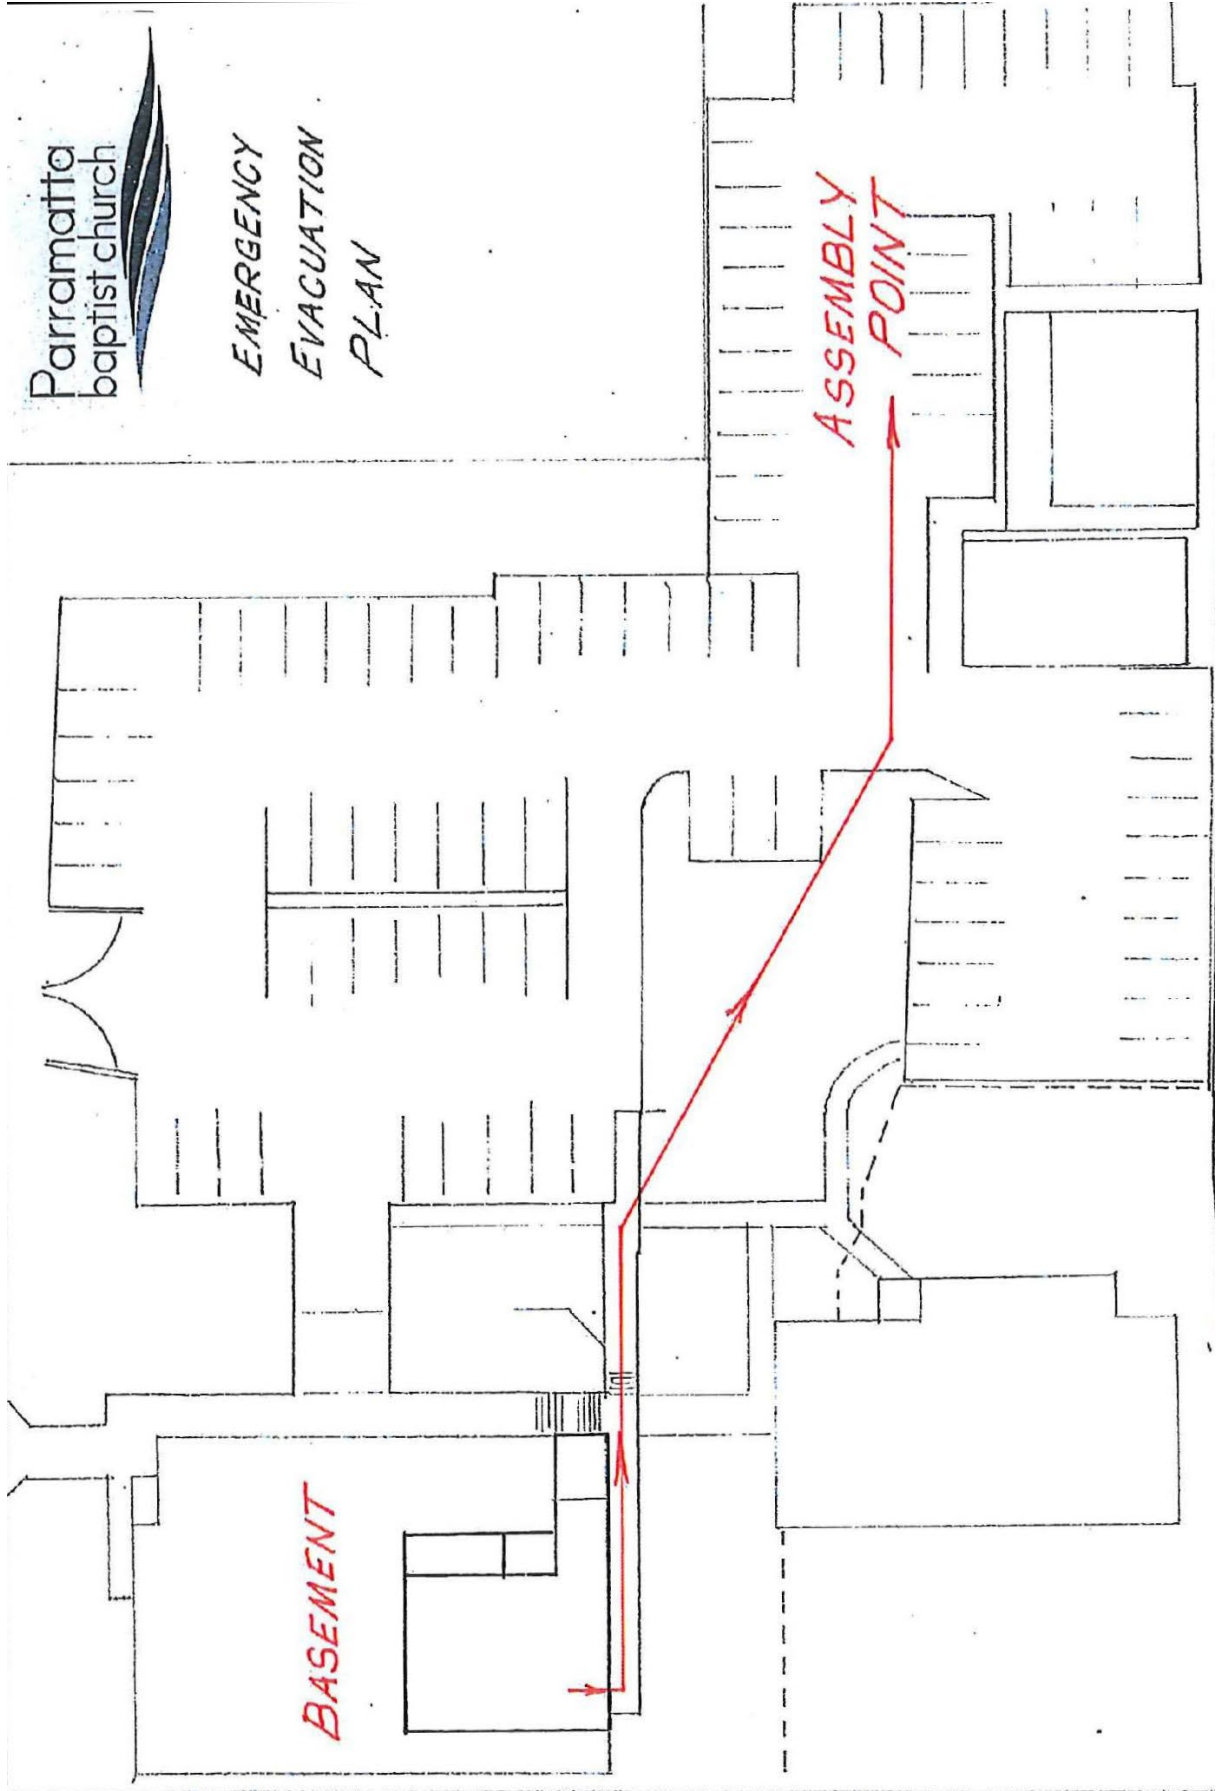 Parramatta
baptist church
EMERGENCY
EVACUATION
PLAN
BASEMENT
ASSEMBLY
POINT